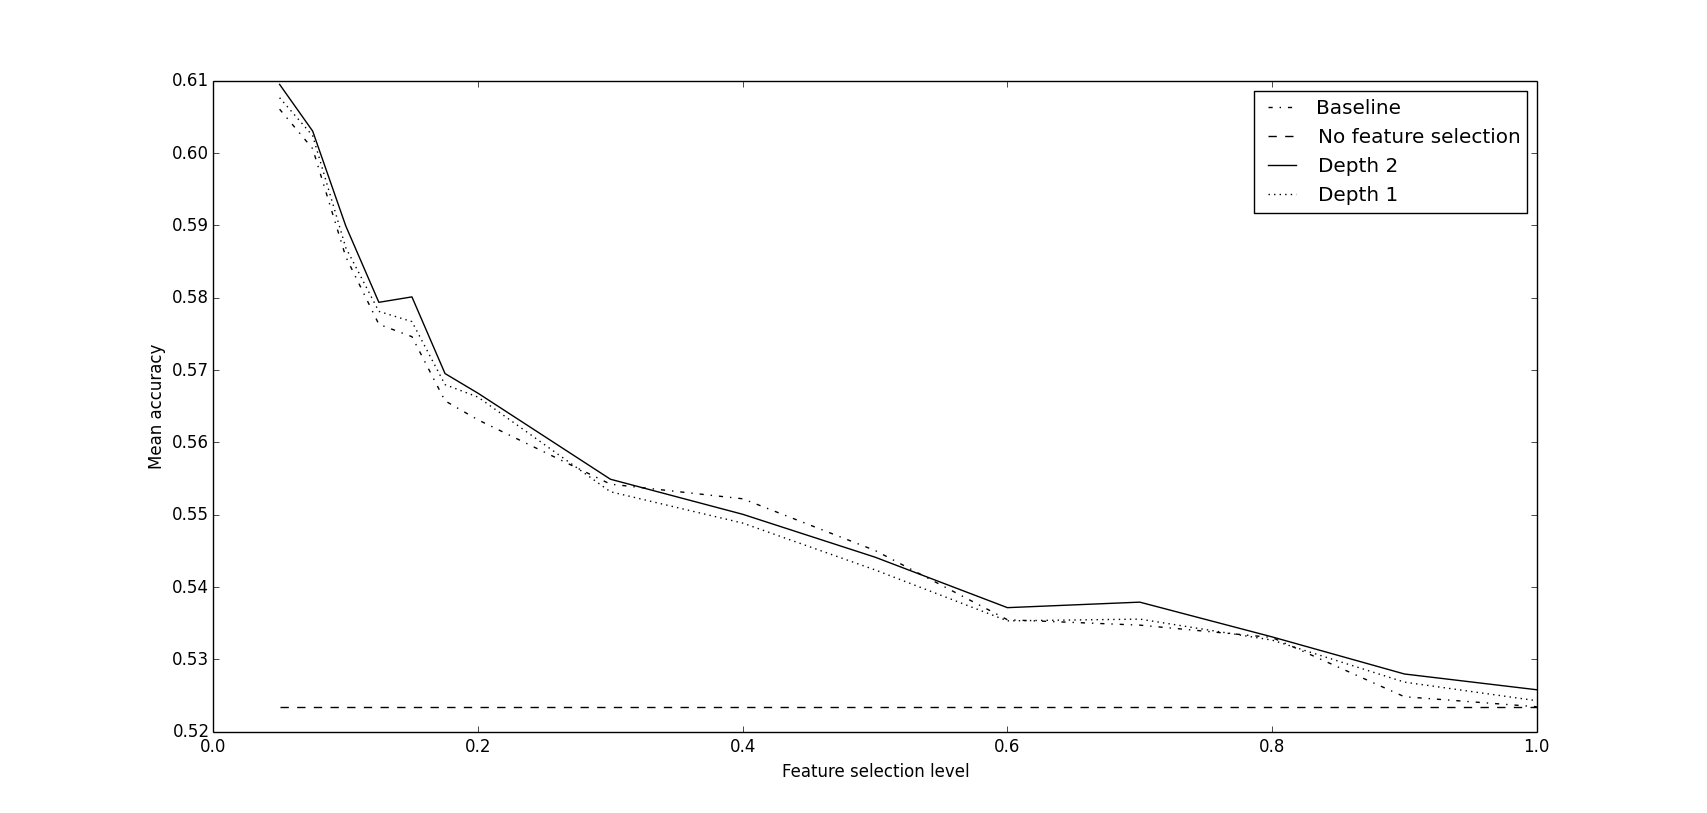 0.61
0.60
0.59
0.58
0.57
0.56
0.55
0.54
0.53
0.52
Mean accuracy
Baseline
No feature selection
Depth 2
Depth 1
0.0 0.2 0.4 0.6 0.8 1.0
Feature selection level